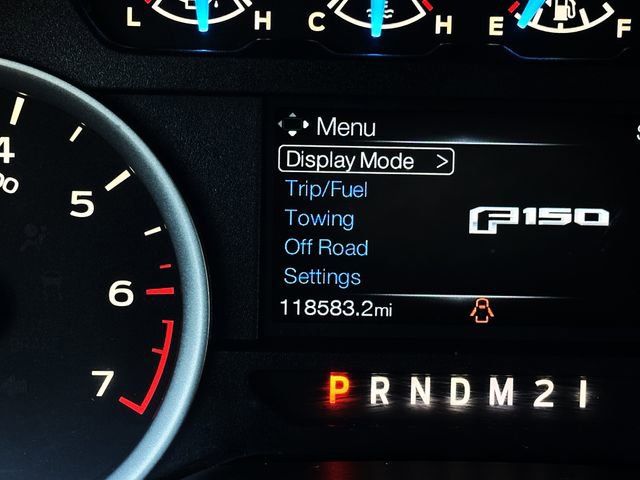 L H C H E F
Menu
Display Mode >
Trip/Fuel
Towing
Off Road
Settings
F150
118583.2mi
4
5
6
7
P R N D M 2 1